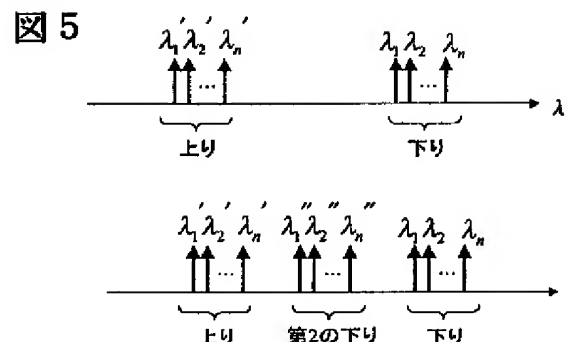 図5
λ₁′ λ₂′ λₙ′ λ₁ λ₂ λₙ
... ...
λ
上り 下り
λ₁′ λ₂′ λₙ′ λ₁″ λ₂″ λₙ″ λ₁ λ₂ λₙ
... ... ...
上り 第2の下り 下り